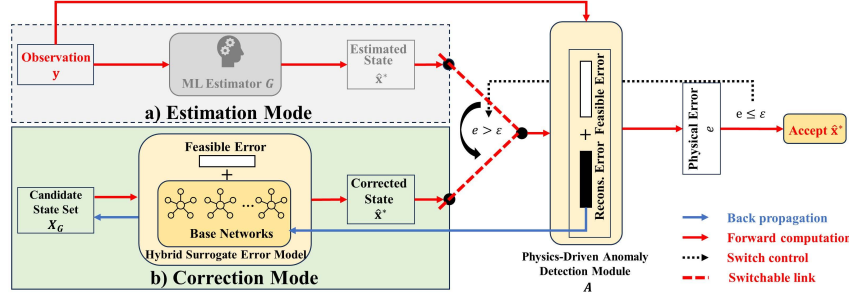 Observation
y
ML Estimator G
Estimated
State
x̂*
a) Estimation Mode
e > ε
Feasible Error
+
Base Networks
...
Hybrid Surrogate Error Model
Candidate
State Set
X_G
Corrected
State
x̂*
b) Correction Mode
Recons. Error + Feasible Error
Physics-Driven Anomaly
Detection Module
A
Physical Error
e
e ≤ ε
Accept x̂*
Back propagation
Forward computation
Switch control
Switchable link